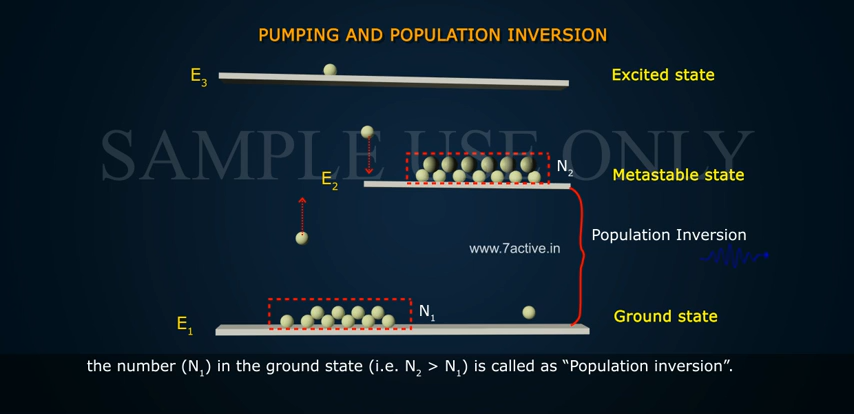 PUMPING AND POPULATION INVERSION
E₃
Excited state
SAMPLE USE ONLY
E₂
N₂
Metastable state
Population Inversion
www.7active.in
E₁
N₁
Ground state
the number (N₁) in the ground state (i.e. N₂ > N₁) is called as “Population inversion”.